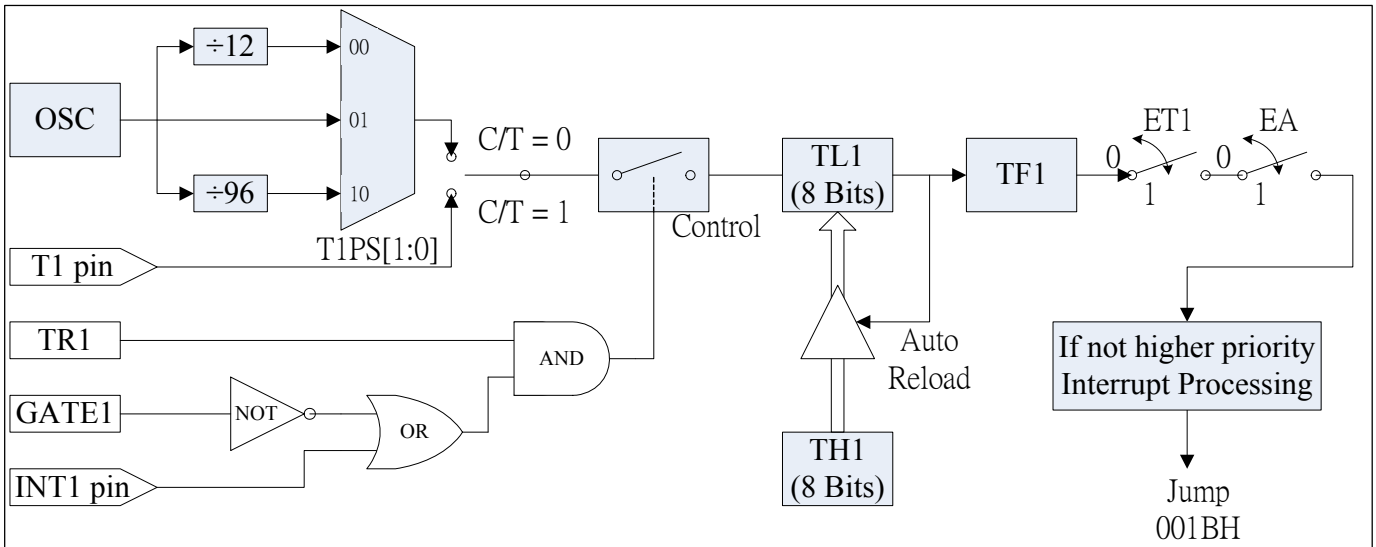 ÷12
00
OSC
01
÷96
10
T1PS[1:0]
T1 pin
C/T = 0
C/T = 1
Control
TL1
(8 Bits)
TF1
ET1
0
1
EA
0
1
TR1
AND
GATE1
NOT
OR
INT1 pin
Auto
Reload
TH1
(8 Bits)
If not higher priority
Interrupt Processing
Jump
001BH